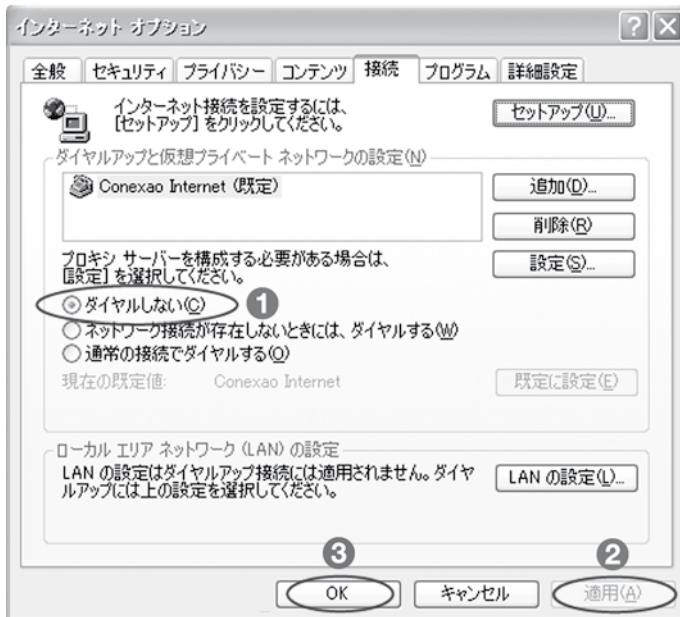 インターネット オプション
全般 セキュリティ プライバシー コンテンツ 接続 プログラム 詳細設定
インターネット接続を設定するには、
[セットアップ] をクリックしてください。
セットアップ(U)...
ダイヤルアップと仮想プライベート ネットワークの設定(N)
Conexao Internet (既定)
追加(D)...
削除(R)
プロキシ サーバーを構成する必要がある場合は、
[設定] を選択してください。
設定(S)...
ダイヤルしない(C)
1
ネットワーク接続が存在しないときには、ダイヤルする(W)
通常の接続でダイヤルする(O)
現在の既定値: Conexao Internet
既定に設定(E)
ローカル エリア ネットワーク (LAN) の設定
LAN の設定はダイヤルアップ接続には適用されません。ダイヤ
ルアップには上の設定を選択してください。
LAN の設定(L)...
3
2
OK
キャンセル
適用(A)